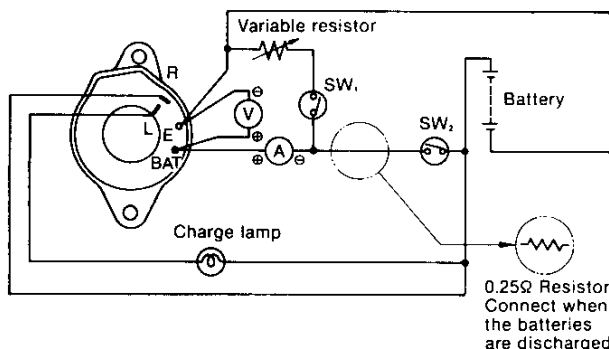 Variable resistor
R
SW₁
⊖
V
L
E
Battery
⊕
SW₂
BAT
⊕ A ⊖
Charge lamp
0.25Ω Resistor
Connect when
the batteries
are discharged